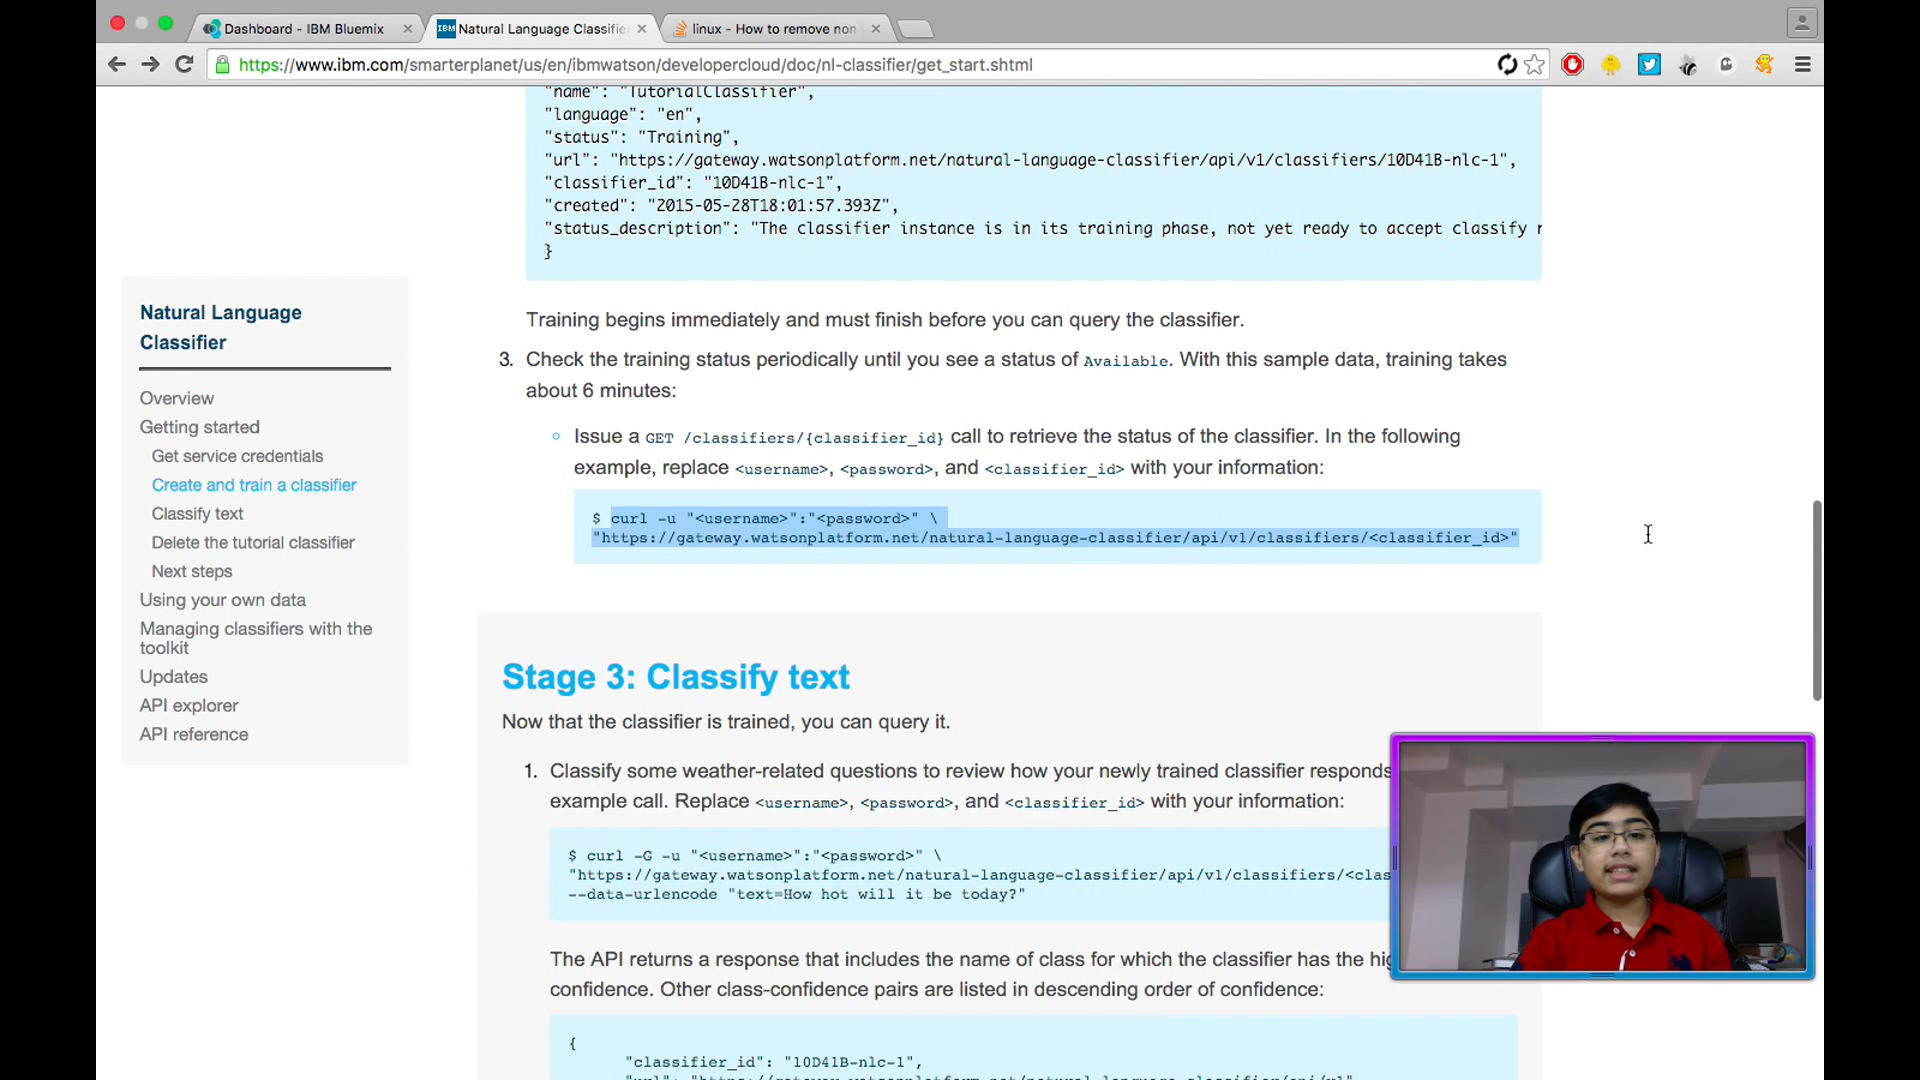 Dashboard - IBM Bluemix
IBM Natural Language Classifie
linux - How to remove non
https://www.ibm.com/smarterplanet/us/en/ibmwatson/developercloud/doc/nl-classifier/get_start.shtml
"name": "TutorialClassifier",
"language": "en",
"status": "Training",
"url": "https://gateway.watsonplatform.net/natural-language-classifier/api/v1/classifiers/10D41B-nlc-1",
"classifier_id": "10D41B-nlc-1",
"created": "2015-05-28T18:01:57.393Z",
"status_description": "The classifier instance is in its training phase, not yet ready to accept classify r
}
Natural Language
Classifier
Overview
Getting started
Get service credentials
Create and train a classifier
Classify text
Delete the tutorial classifier
Next steps
Using your own data
Managing classifiers with the
toolkit
Updates
API explorer
API reference
Training begins immediately and must finish before you can query the classifier.
3. Check the training status periodically until you see a status of Available. With this sample data, training takes
about 6 minutes:
Issue a GET /classifiers/{classifier_id} call to retrieve the status of the classifier. In the following
example, replace <username>, <password>, and <classifier_id> with your information:
$ curl -u "<username>":"<password>" \
"https://gateway.watsonplatform.net/natural-language-classifier/api/v1/classifiers/<classifier_id>"
Stage 3: Classify text
Now that the classifier is trained, you can query it.
1. Classify some weather-related questions to review how your newly trained classifier responds
example call. Replace <username>, <password>, and <classifier_id> with your information:
$ curl -G -u "<username>":"<password>" \
"https://gateway.watsonplatform.net/natural-language-classifier/api/v1/classifiers/<clas
--data-urlencode "text=How hot will it be today?"
The API returns a response that includes the name of class for which the classifier has the hi
confidence. Other class-confidence pairs are listed in descending order of confidence:
{
"classifier_id": "10D41B-nlc-1",